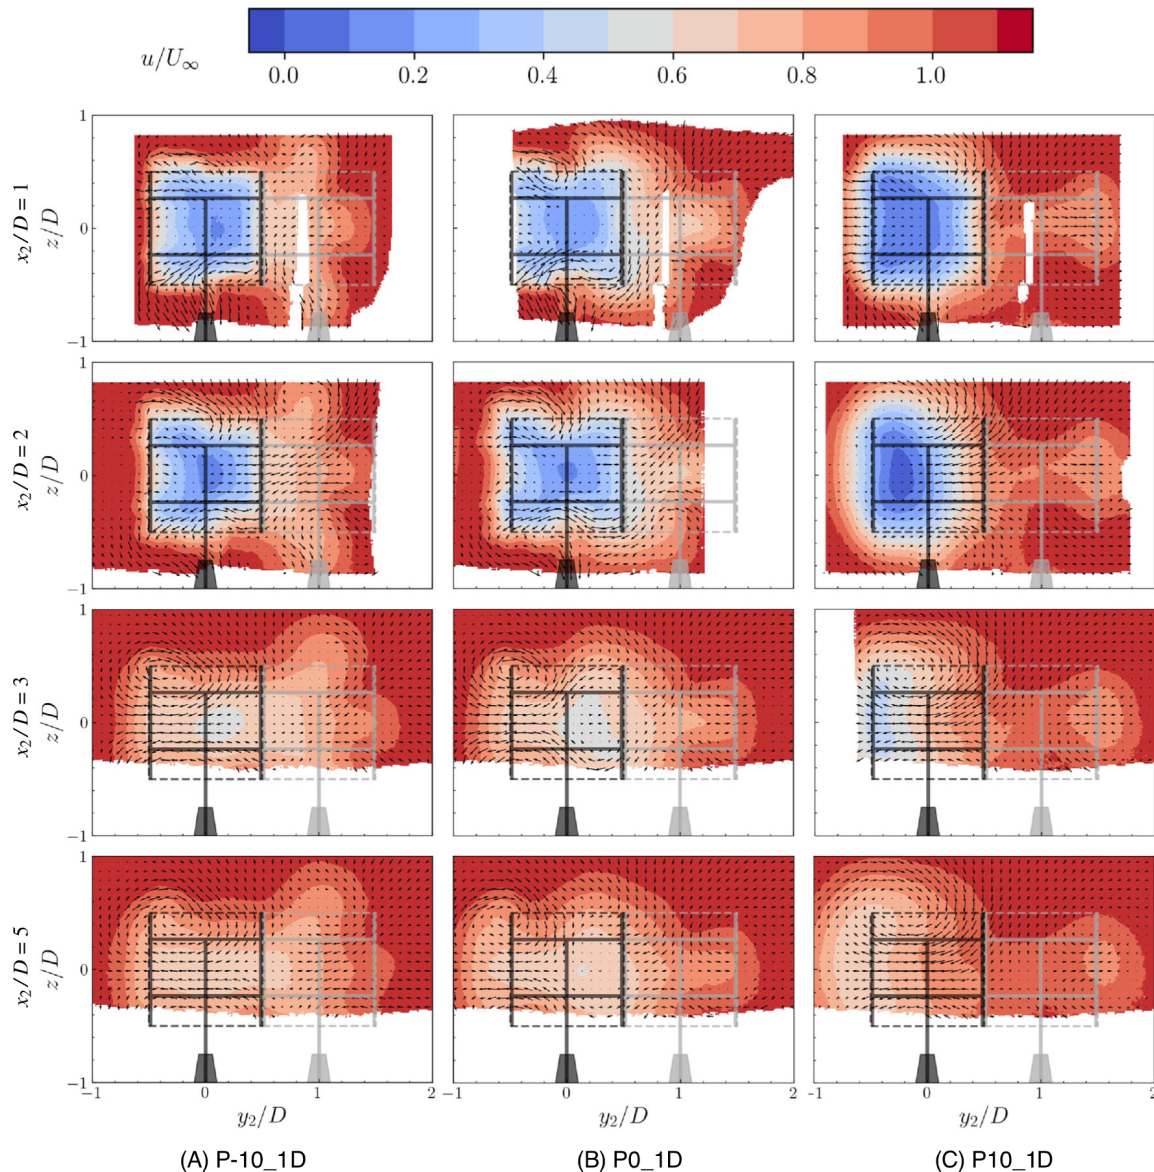 u/U∞
0.0 0.2 0.4 0.6 0.8 1.0
x₂/D = 1
z/D
1
0
−1
x₂/D = 2
z/D
1
0
−1
x₂/D = 3
z/D
1
0
−1
x₂/D = 5
z/D
1
0
−1
−1 0 1 2 −1 0 1 2 −1 0 1 2
y₂/D y₂/D y₂/D
(A) P-10_1D (B) P0_1D (C) P10_1D